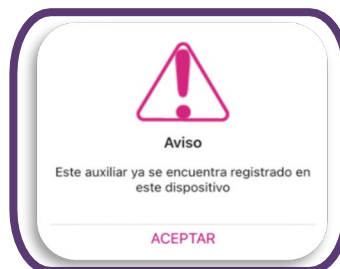 Aviso
Este auxiliar ya se encuentra registrado en
este dispositivo
ACEPTAR